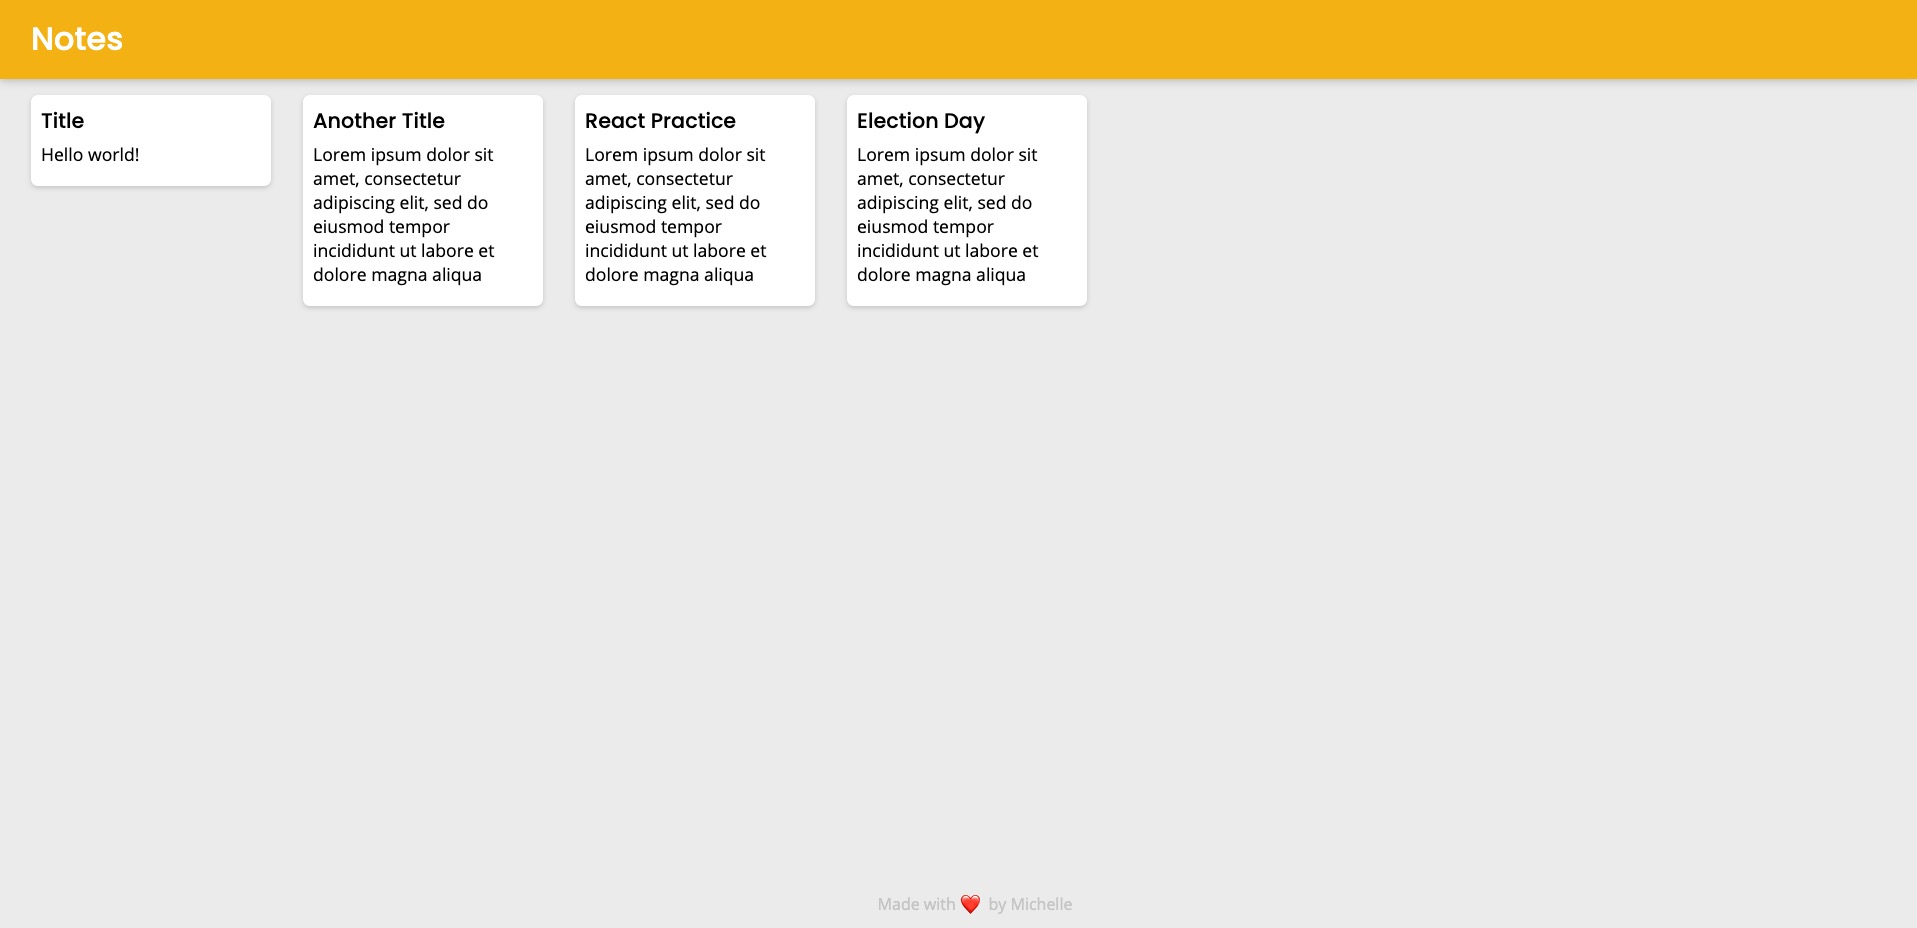 Notes
Title
Hello world!
Another Title
Lorem ipsum dolor sit
amet, consectetur
adipiscing elit, sed do
eiusmod tempor
incididunt ut labore et
dolore magna aliqua
React Practice
Lorem ipsum dolor sit
amet, consectetur
adipiscing elit, sed do
eiusmod tempor
incididunt ut labore et
dolore magna aliqua
Election Day
Lorem ipsum dolor sit
amet, consectetur
adipiscing elit, sed do
eiusmod tempor
incididunt ut labore et
dolore magna aliqua
Made with ❤️ by Michelle